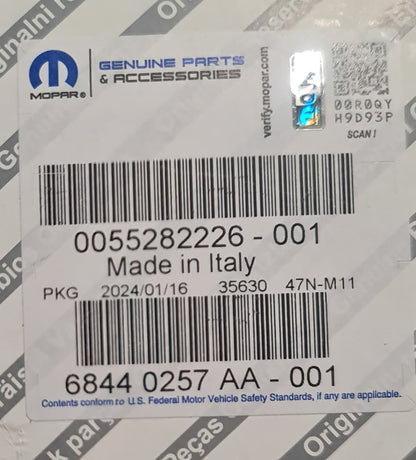 MOPAR®
GENUINE PARTS
& ACCESSORIES
verify.mopar.com
00R0QY
H9D93P
SCAN!
0055282226 - 001
Made in Italy
PKG 2024/01/16 35630 47N-M11
6844 0257 AA - 001
Contents conform to U.S. Federal Motor Vehicle Safety Standards, if any are applicable.
Peças
Origi